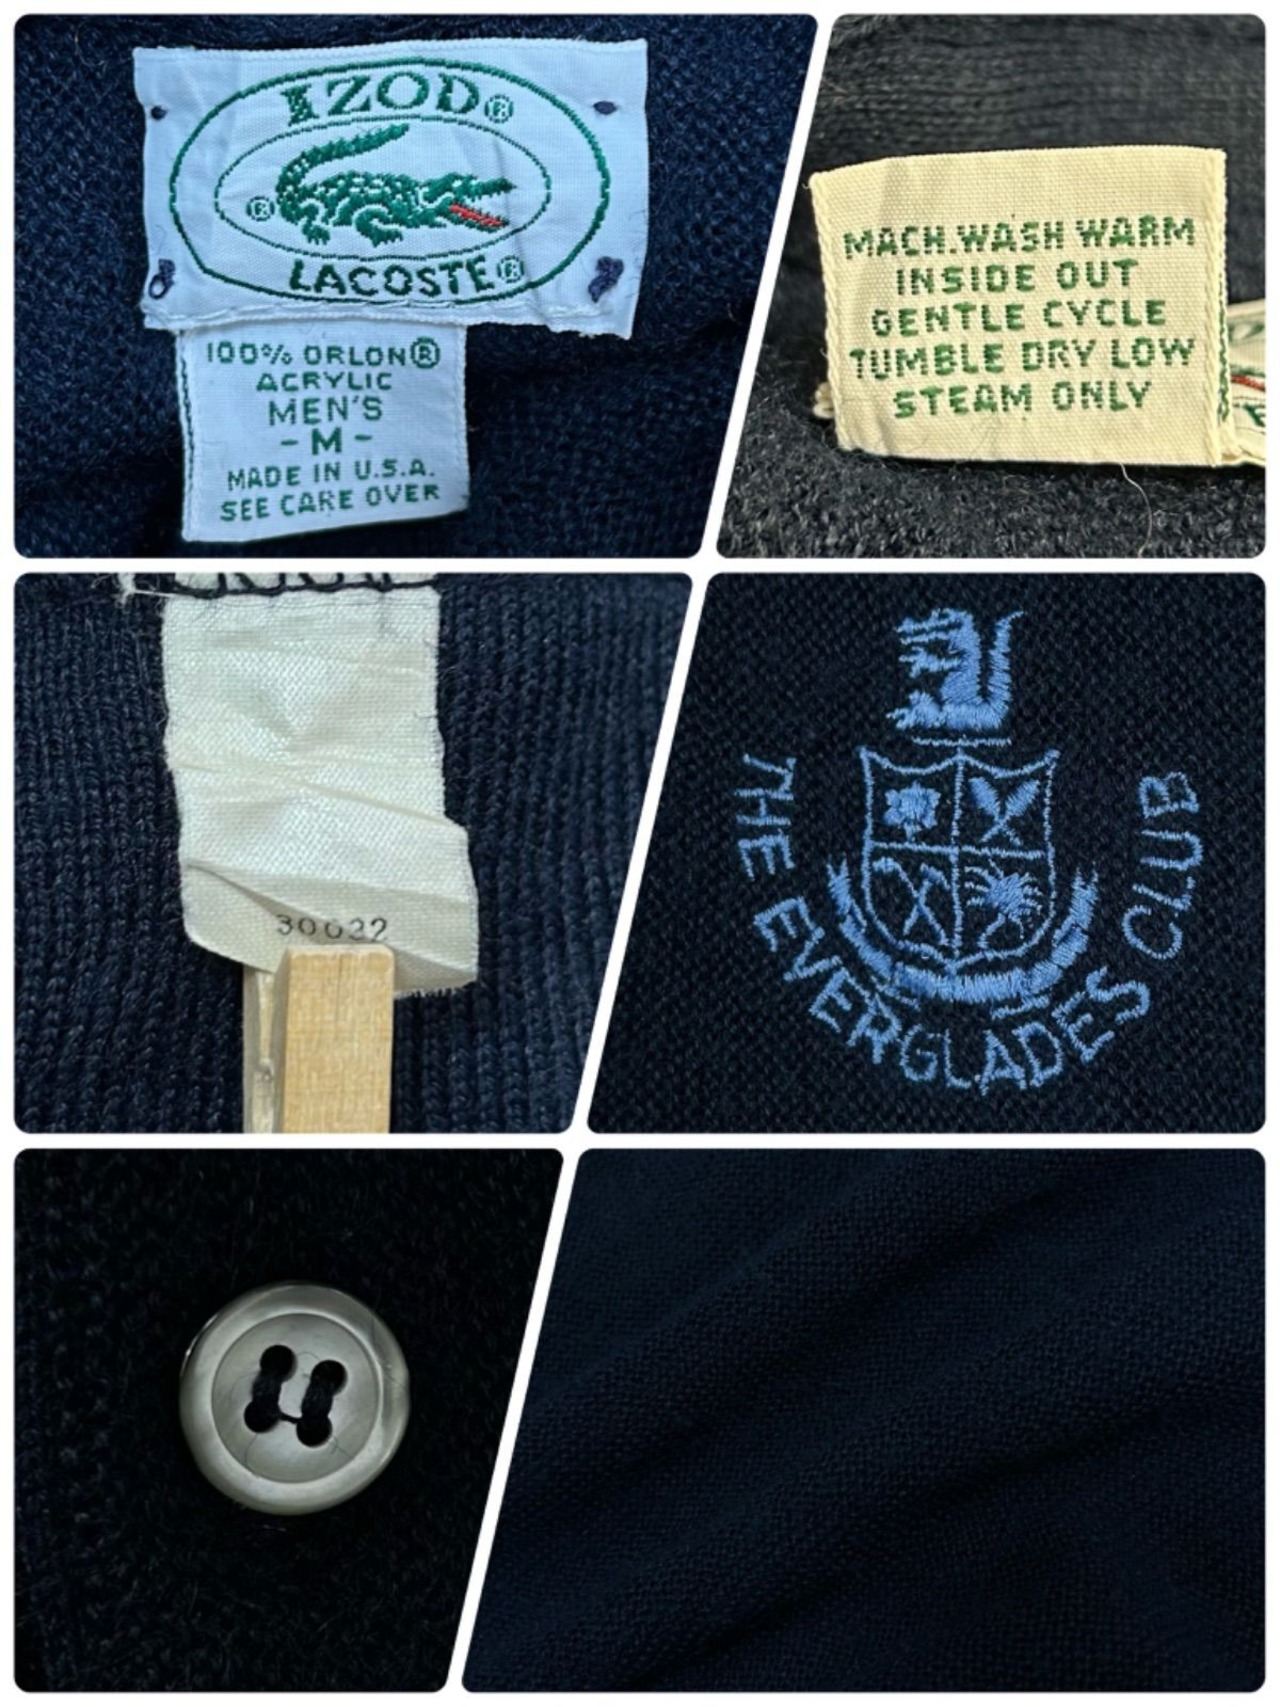 IZOD®
®
LACOSTE®
100% ORLON®
ACRYLIC
MEN'S
- M -
MADE IN U.S.A.
SEE CARE OVER
MACH.WASH WARM
INSIDE OUT
GENTLE CYCLE
TUMBLE DRY LOW
STEAM ONLY
30022
THE EVERGLADES CLUB